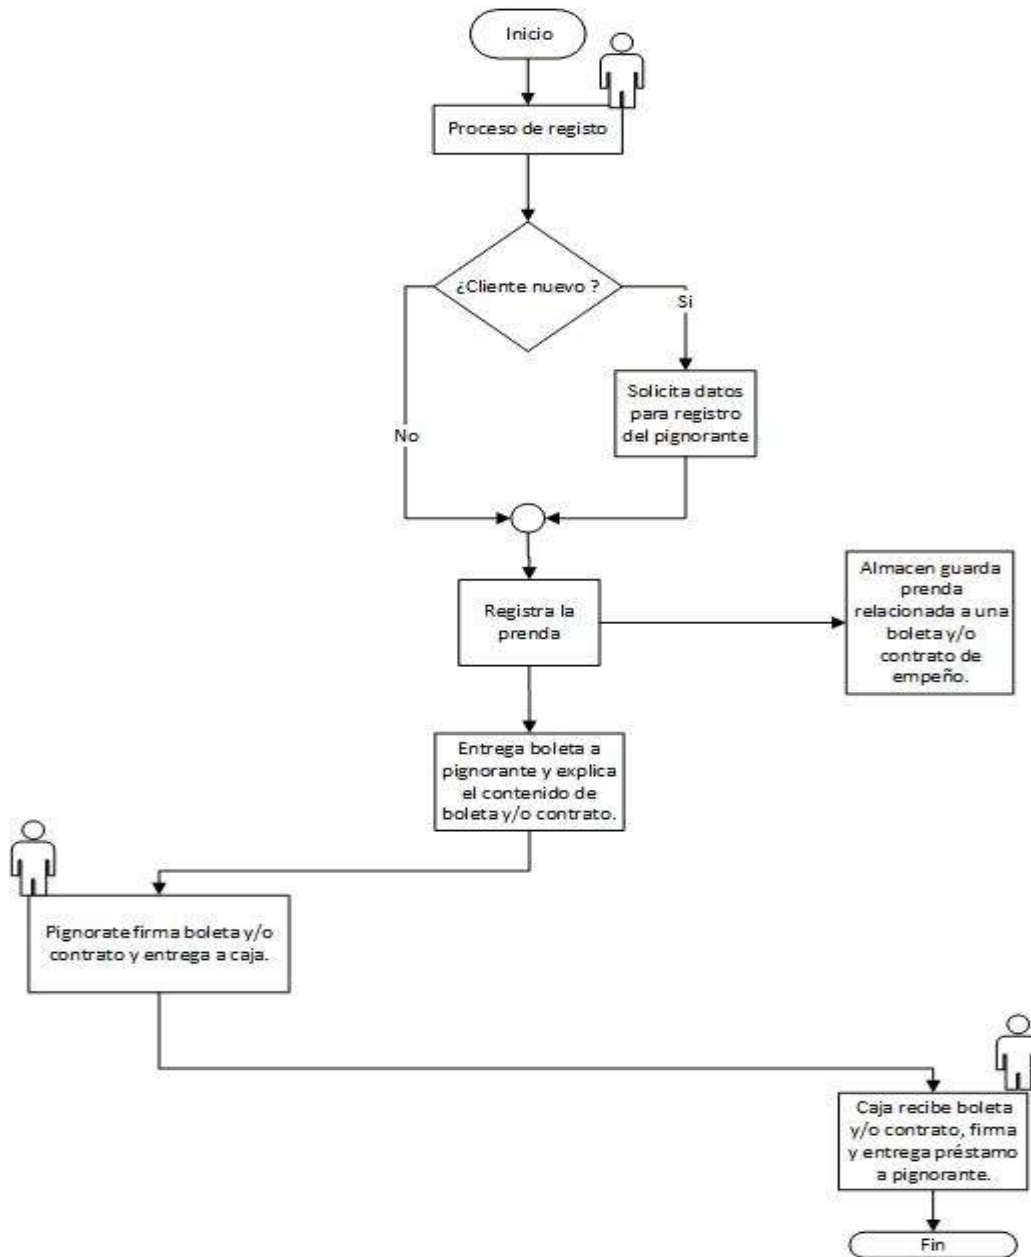 Inicio
Proceso de registo
¿Cliente nuevo ?
Si
Solicita datos
para registro
del pignorante
No
Registra la
prenda
Almacen guarda
prenda
relacionada a una
boleta y/o
contrato de
empeño.
Entrega boleta a
pignorante y explica
el contenido de
boleta y/o contrato.
Pignorate firma boleta y/o
contrato y entrega a caja.
Caja recibe boleta
y/o contrato, firma
y entrega préstamo
a pignorante.
Fin